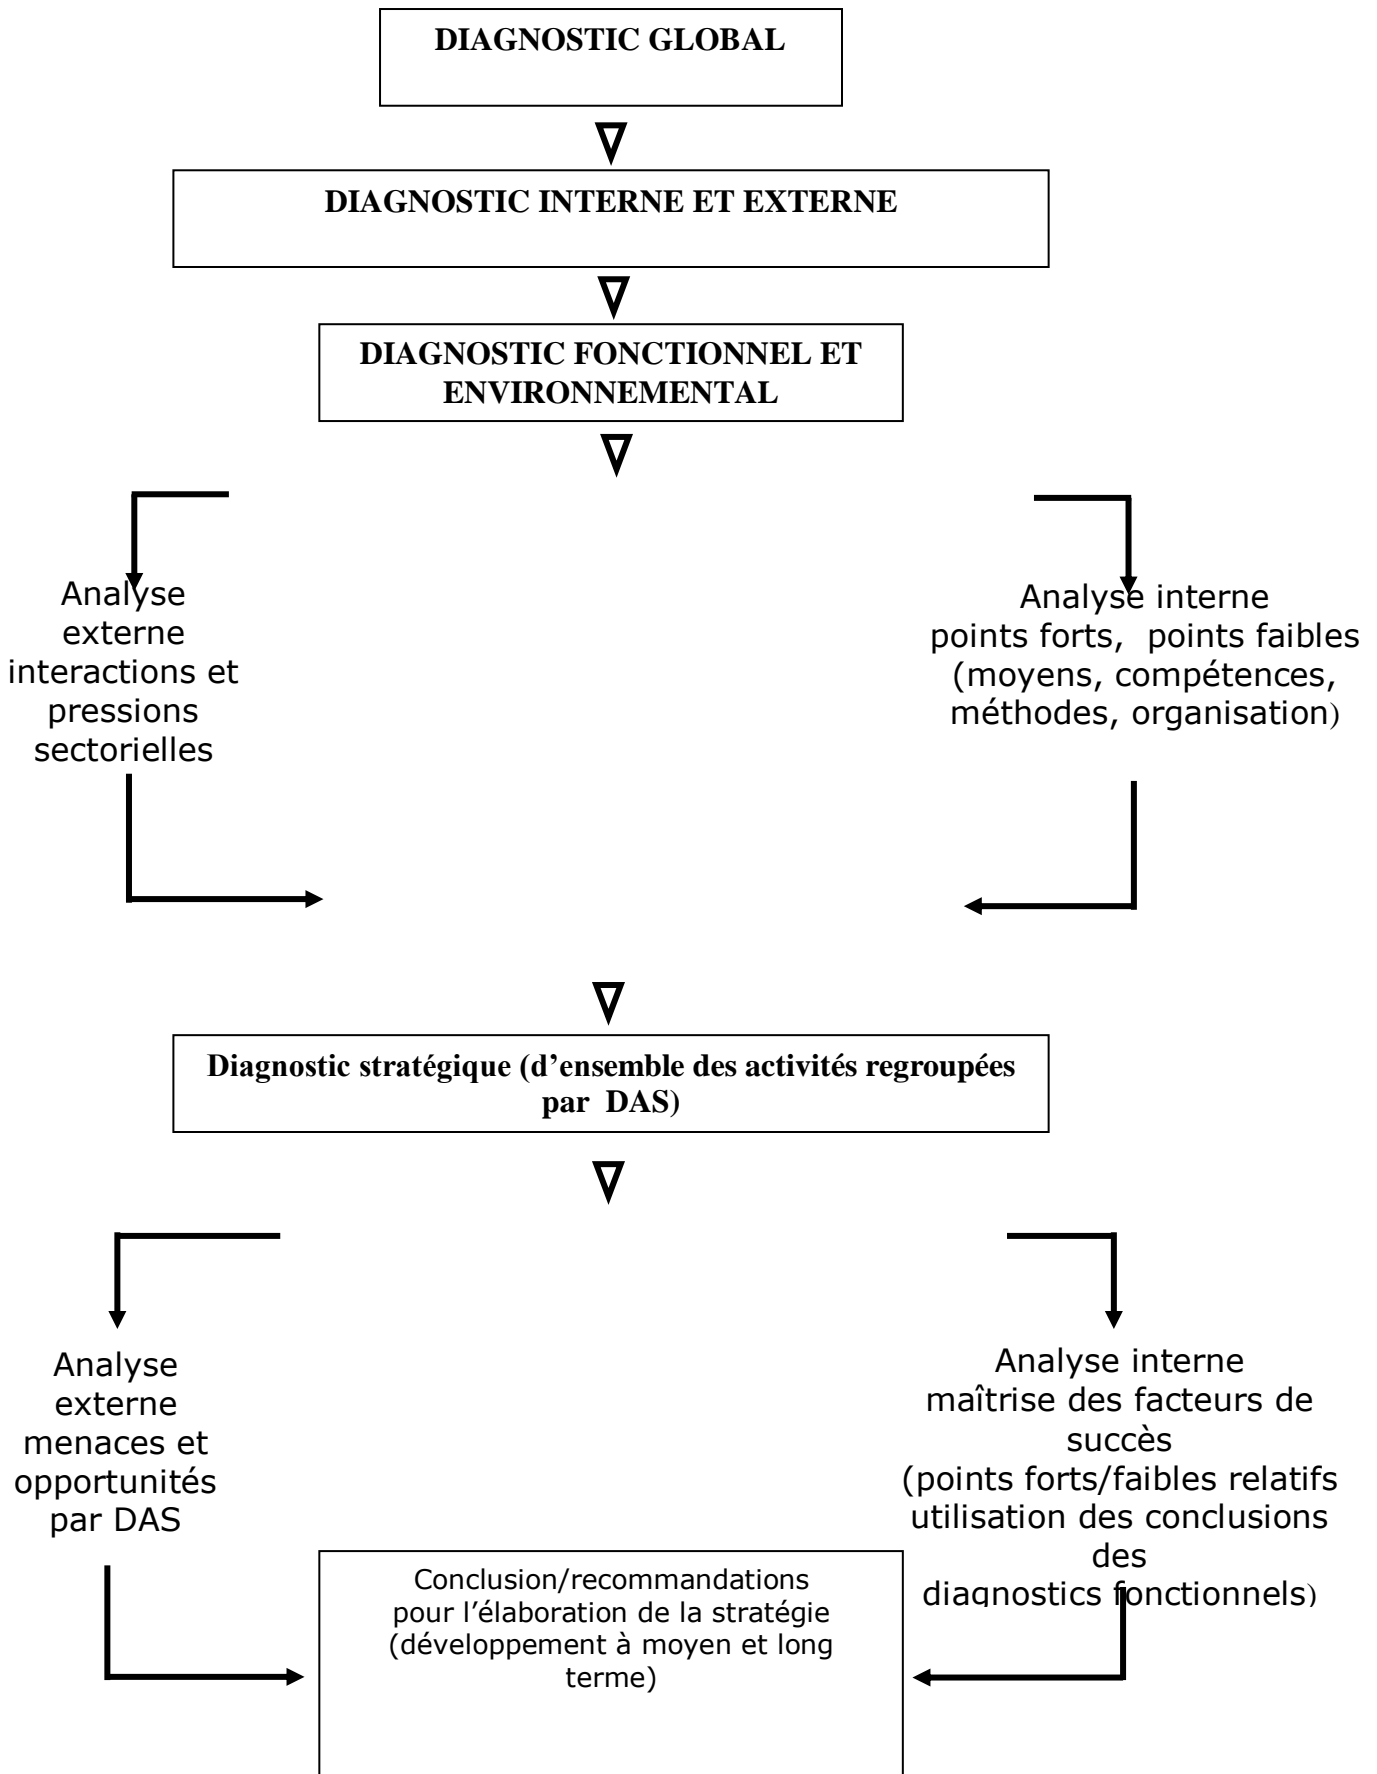 DIAGNOSTIC GLOBAL
DIAGNOSTIC INTERNE ET EXTERNE
DIAGNOSTIC FONCTIONNEL ET
ENVIRONNEMENTAL
Analyse
externe
interactions et
pressions
sectorielles
Analyse interne
points forts, points faibles
(moyens, compétences,
méthodes, organisation)
Diagnostic stratégique (d’ensemble des activités regroupées
par DAS)
Analyse
externe
menaces et
opportunités
par DAS
Analyse interne
maîtrise des facteurs de
succès
(points forts/faibles relatifs
utilisation des conclusions
des
diagnostics fonctionnels)
Conclusion/recommandations
pour l’élaboration de la stratégie
(développement à moyen et long
terme)